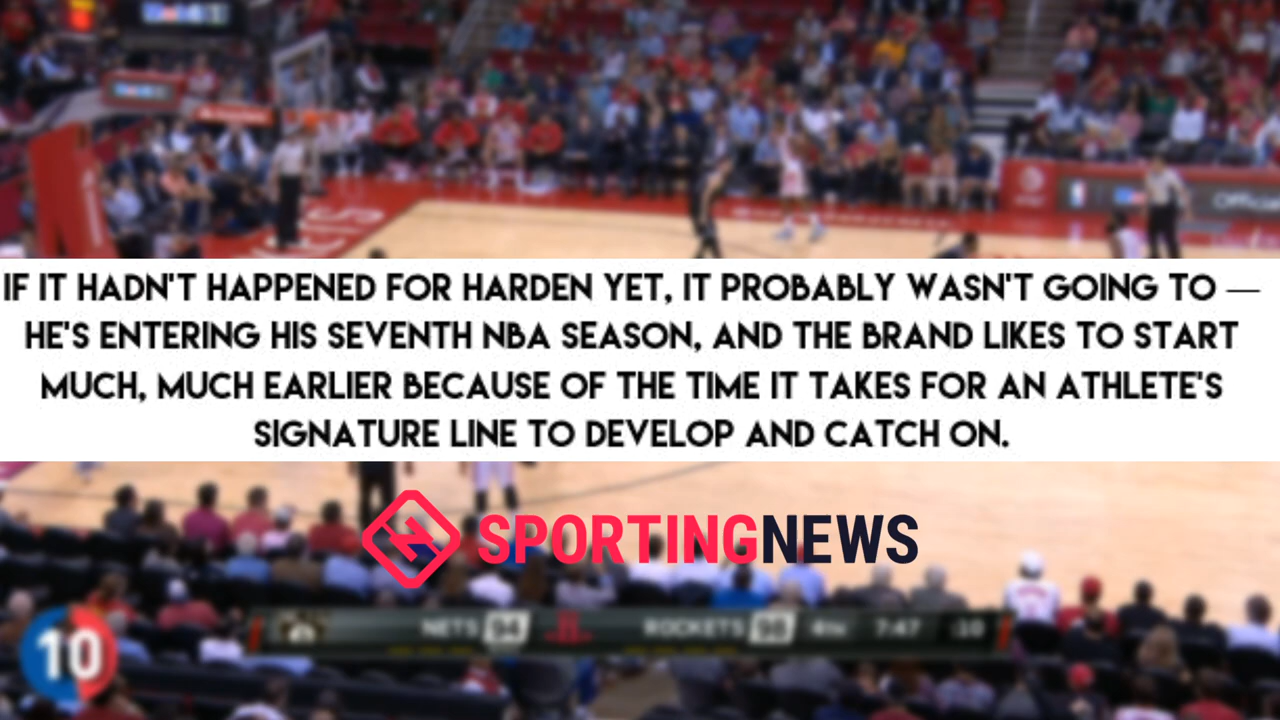 IF IT HADN'T HAPPENED FOR HARDEN YET, IT PROBABLY WASN'T GOING TO —
HE'S ENTERING HIS SEVENTH NBA SEASON, AND THE BRAND LIKES TO START
MUCH, MUCH EARLIER BECAUSE OF THE TIME IT TAKES FOR AN ATHLETE'S
SIGNATURE LINE TO DEVELOP AND CATCH ON.
SPORTINGNEWS
NETS 94 ROCKETS 4TH 7:47 :10
10